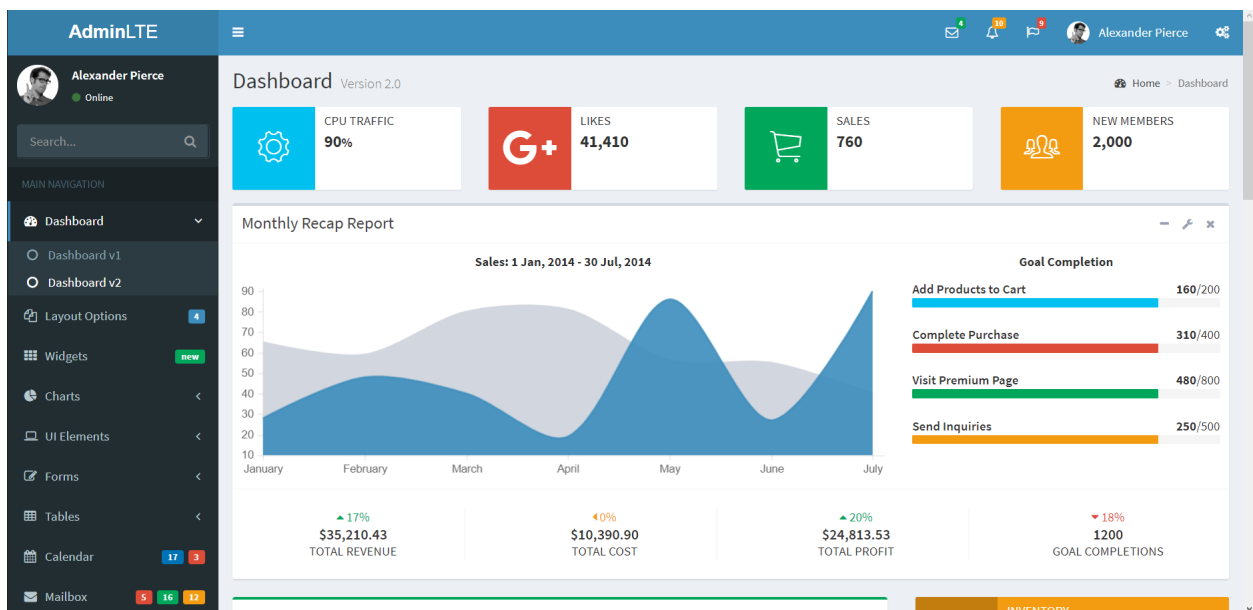 AdminLTE
4
10
9
Alexander Pierce
Alexander Pierce
Online
Search...
MAIN NAVIGATION
Dashboard
Dashboard v1
Dashboard v2
Layout Options 4
Widgets new
Charts
UI Elements
Forms
Tables
Calendar 17 3
Mailbox 5 16 12
Dashboard Version 2.0
Home > Dashboard
CPU TRAFFIC
90%
G+
LIKES
41,410
SALES
760
NEW MEMBERS
2,000
Monthly Recap Report
Sales: 1 Jan, 2014 - 30 Jul, 2014
90
80
70
60
50
40
30
20
10
January February March April May June July
Goal Completion
Add Products to Cart 160/200
Complete Purchase 310/400
Visit Premium Page 480/800
Send Inquiries 250/500
17%
$35,210.43
TOTAL REVENUE
0%
$10,390.90
TOTAL COST
20%
$24,813.53
TOTAL PROFIT
18%
1200
GOAL COMPLETIONS
INVENTORY